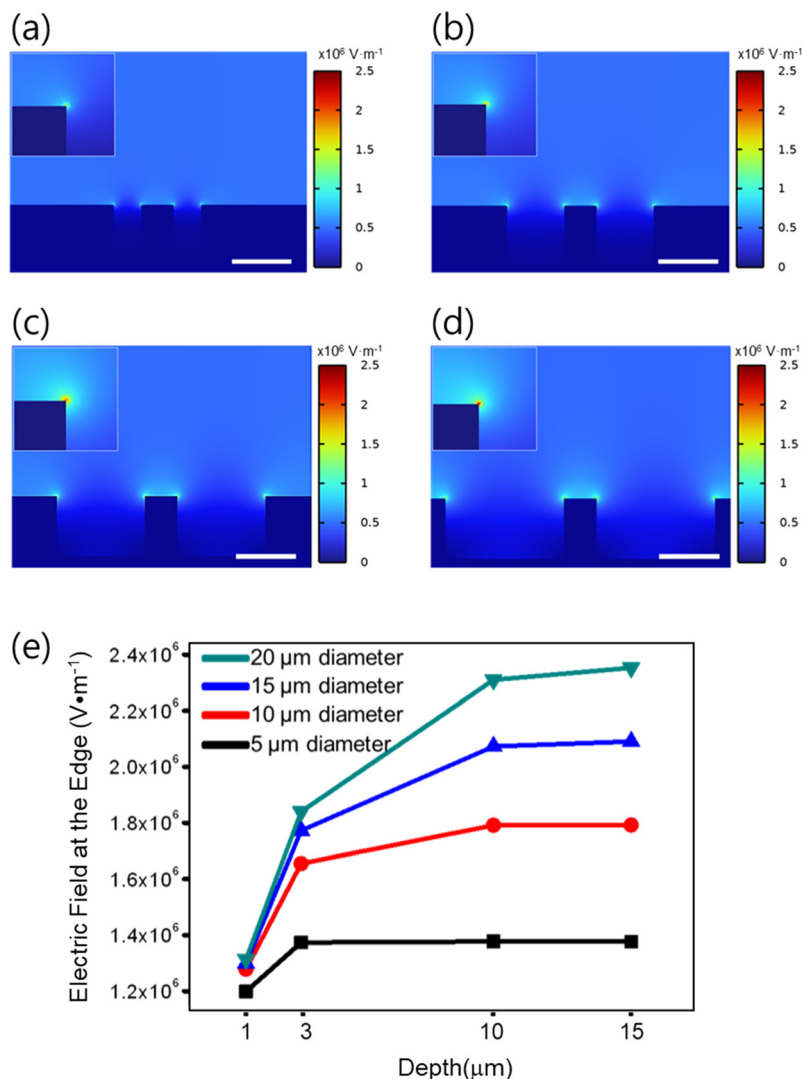 (a)
x10⁶ V·m⁻¹
2.5
2
1.5
1
0.5
0
(b)
x10⁶ V·m⁻¹
2.5
2
1.5
1
0.5
0
(c)
x10⁶ V·m⁻¹
2.5
2
1.5
1
0.5
0
(d)
x10⁶ V·m⁻¹
2.5
2
1.5
1
0.5
0
(e)
Electric Field at the Edge (V•m⁻¹)
2.4x10⁶
2.2x10⁶
2.0x10⁶
1.8x10⁶
1.6x10⁶
1.4x10⁶
1.2x10⁶
20 µm diameter
15 µm diameter
10 µm diameter
5 µm diameter
1 3 10 15
Depth(µm)